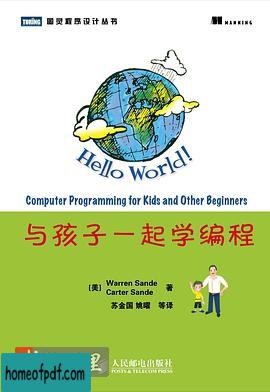 TURING
图灵程序设计丛书
MANNING
Hello World!
Computer Programming for Kids and Other Beginners
与孩子一起学编程
[美] Warren Sande
Carter Sande 著
苏金国 姚曜 等译
人民邮电出版社
POSTS & TELECOM PRESS
homeofpdf.com